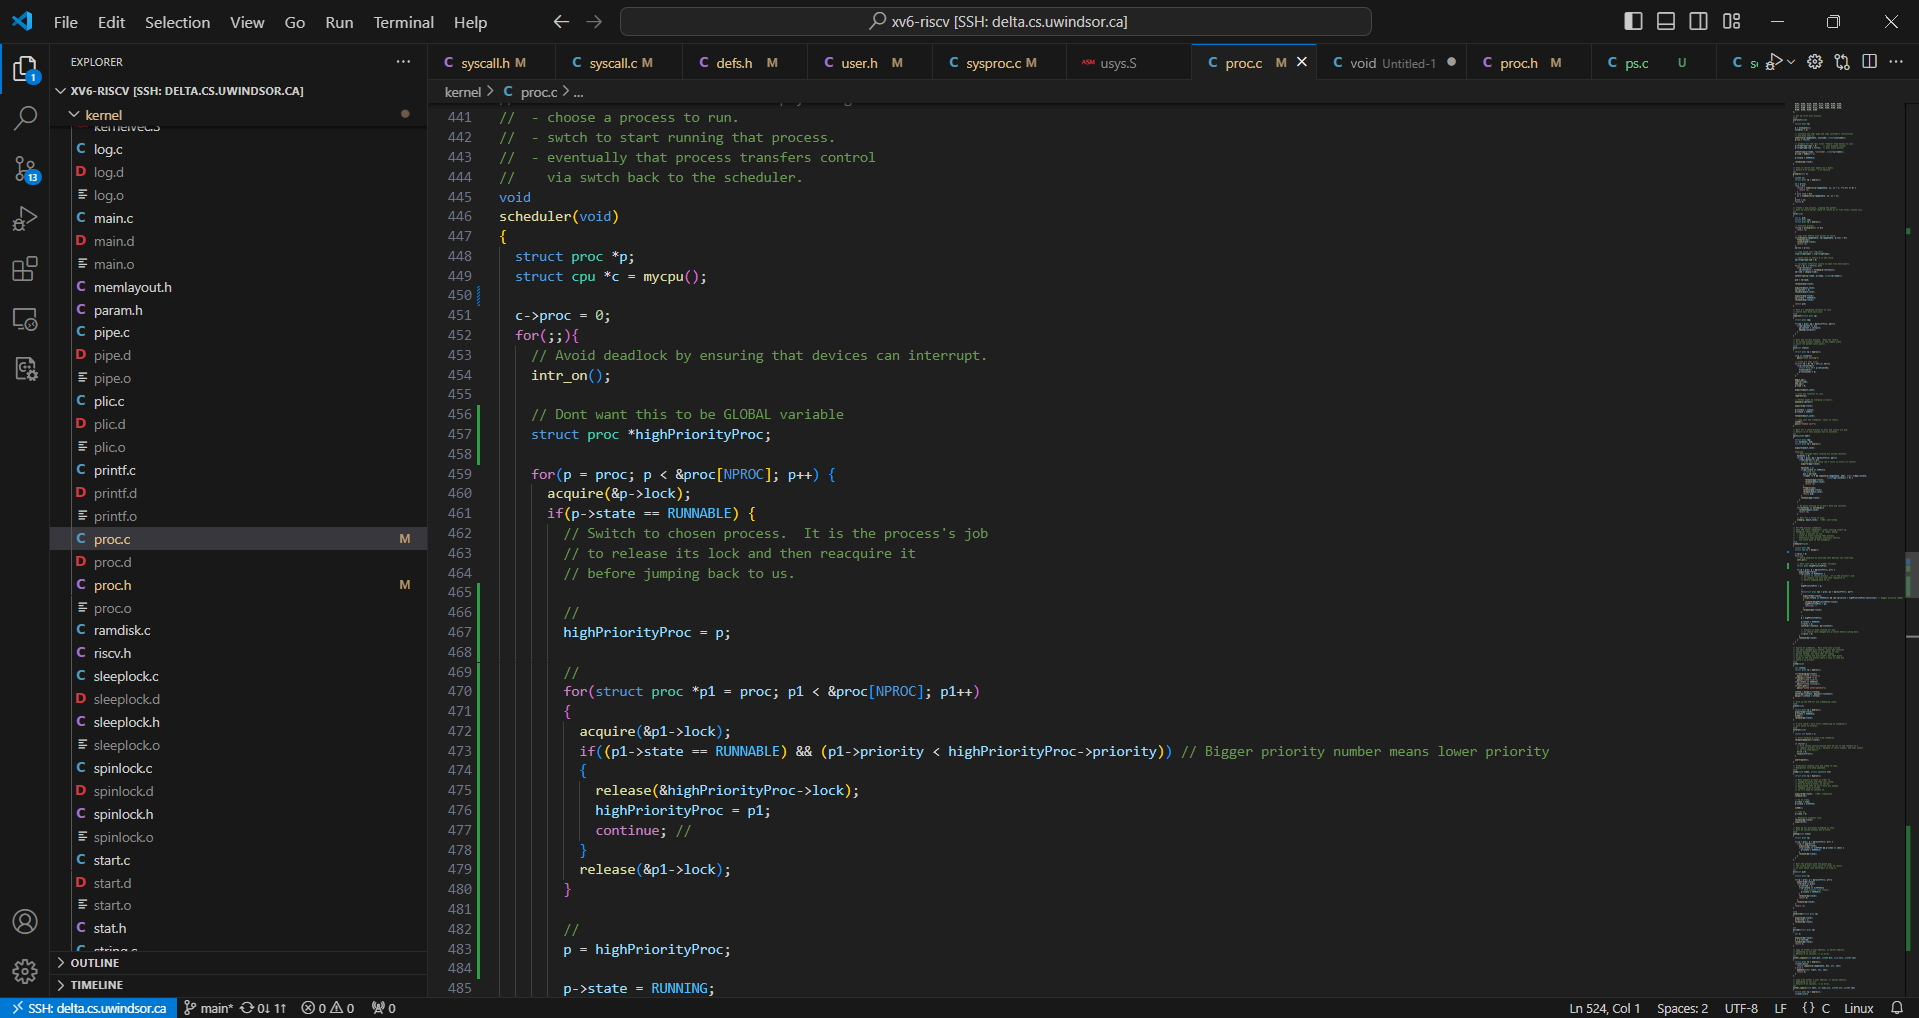 File Edit Selection View Go Run Terminal Help
xv6-riscv [SSH: delta.cs.uwindsor.ca]
EXPLORER
syscall.h M
syscall.c M
defs.h M
user.h M
sysproc.c M
ASM usys.S
proc.c M
void Untitled-1
proc.h M
ps.c U
XV6-RISCV [SSH: DELTA.CS.UWINDSOR.CA]
kernel
log.c
log.d
log.o
main.c
main.d
main.o
memlayout.h
param.h
pipe.c
pipe.d
pipe.o
plic.c
plic.d
plic.o
printf.c
printf.d
printf.o
proc.c M
proc.d
proc.h M
proc.o
ramdisk.c
riscv.h
sleeplock.c
sleeplock.d
sleeplock.h
sleeplock.o
spinlock.c
spinlock.d
spinlock.h
spinlock.o
start.c
start.d
start.o
stat.h
OUTLINE
TIMELINE
1
13
kernel > C proc.c > ...
441 //  - choose a process to run.
442 //  - swtch to start running that process.
443 //  - eventually that process transfers control
444 //    via swtch back to the scheduler.
445 void
446 scheduler(void)
447 {
448   struct proc *p;
449   struct cpu *c = mycpu();
450
451   c->proc = 0;
452   for(;;){
453     // Avoid deadlock by ensuring that devices can interrupt.
454     intr_on();
455
456     // Dont want this to be GLOBAL variable
457     struct proc *highPriorityProc;
458
459     for(p = proc; p < &proc[NPROC]; p++) {
460       acquire(&p->lock);
461       if(p->state == RUNNABLE) {
462         // Switch to chosen process.  It is the process's job
463         // to release its lock and then reacquire it
464         // before jumping back to us.
465
466         //
467         highPriorityProc = p;
468
469         //
470         for(struct proc *p1 = proc; p1 < &proc[NPROC]; p1++)
471         {
472           acquire(&p1->lock);
473           if((p1->state == RUNNABLE) && (p1->priority < highPriorityProc->priority)) // Bigger priority number means lower priority
474           {
475             release(&highPriorityProc->lock);
476             highPriorityProc = p1;
477             continue; //
478           }
479           release(&p1->lock);
480         }
481
482         //
483         p = highPriorityProc;
484
485         p->state = RUNNING;
SSH: delta.cs.uwindsor.ca
main* 0↓ 1↑ 0 0 0
Ln 524, Col 1 Spaces: 2 UTF-8 LF {} C Linux